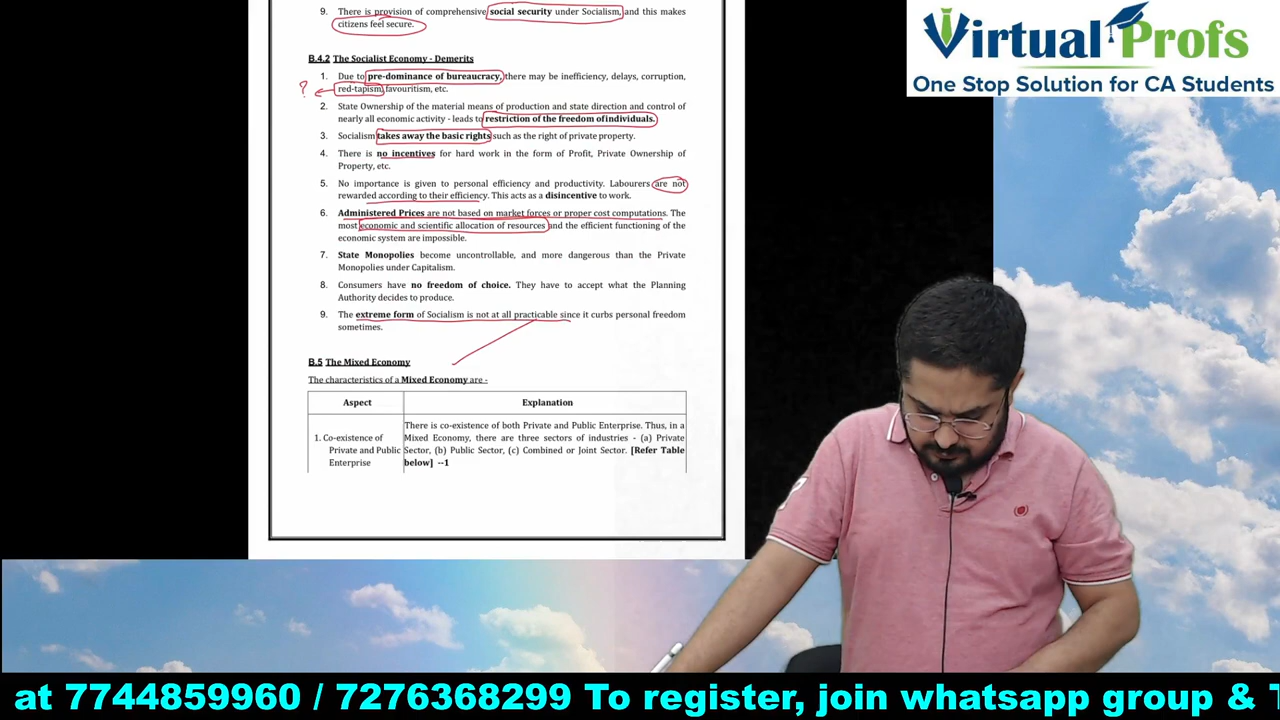 9. There is provision of comprehensive social security under Socialism, and this makes
citizens feel secure.
B.4.2 The Socialist Economy - Demerits
1. Due to pre-dominance of bureaucracy, there may be inefficiency, delays, corruption,
? red-tapism, favouritism, etc.
2. State Ownership of the material means of production and state direction and control of
nearly all economic activity - leads to restriction of the freedom of individuals.
3. Socialism takes away the basic rights such as the right of private property.
4. There is no incentives for hard work in the form of Profit, Private Ownership of
Property, etc.
5. No importance is given to personal efficiency and productivity. Labourers are not
rewarded according to their efficiency. This acts as a disincentive to work.
6. Administered Prices are not based on market forces or proper cost computations. The
most economic and scientific allocation of resources and the efficient functioning of the
economic system are impossible.
7. State Monopolies become uncontrollable, and more dangerous than the Private
Monopolies under Capitalism.
8. Consumers have no freedom of choice. They have to accept what the Planning
Authority decides to produce.
9. The extreme form of Socialism is not at all practicable since it curbs personal freedom
sometimes.
B.5 The Mixed Economy
The characteristics of a Mixed Economy are -
Aspect Explanation
1. Co-existence of
Private and Public
Enterprise
There is co-existence of both Private and Public Enterprise. Thus, in a
Mixed Economy, there are three sectors of industries - (a) Private
Sector, (b) Public Sector, (c) Combined or Joint Sector. [Refer Table
below] --1
Virtual Profs
One Stop Solution for CA Students
at 7744859960 / 7276368299 To register, join whatsapp group & T